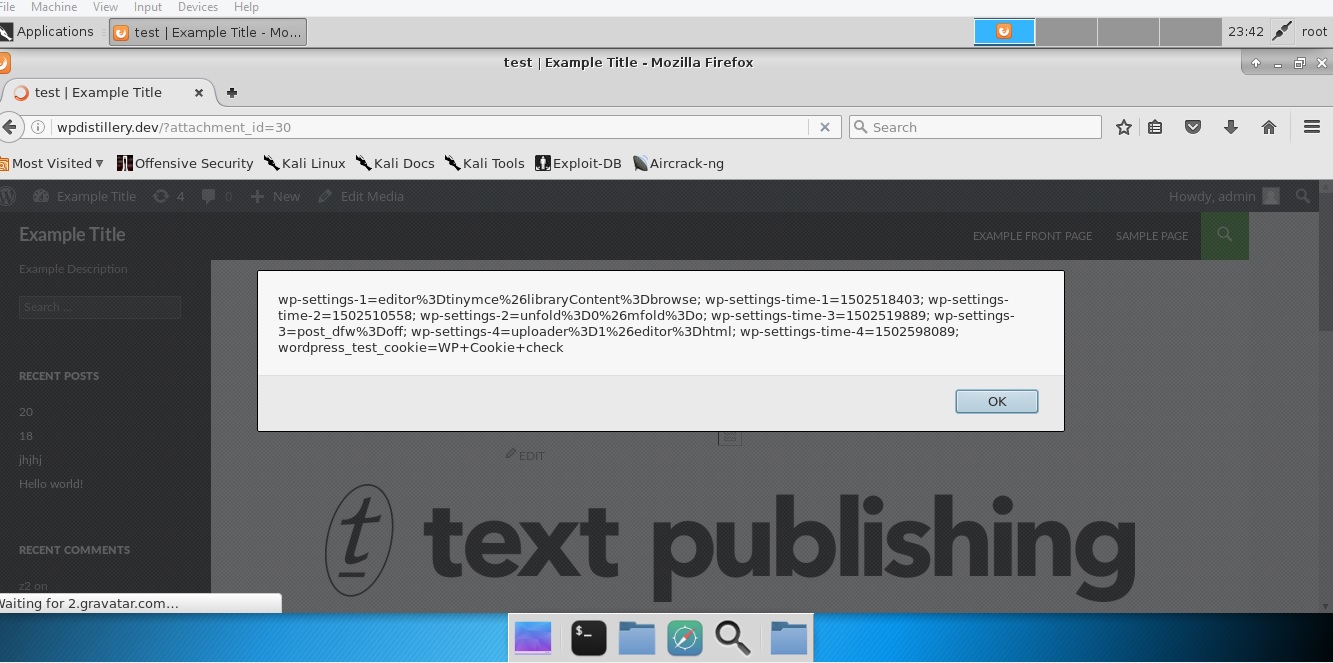 File Machine View Input Devices Help
Applications test | Example Title - Mo... 23:42 root
test | Example Title - Mozilla Firefox
test | Example Title
wpdistillery.dev/?attachment_id=30 Search
Most Visited Offensive Security Kali Linux Kali Docs Kali Tools Exploit-DB Aircrack-ng
Example Title 4 0 New Edit Media Howdy, admin
Example Title EXAMPLE FRONT PAGE SAMPLE PAGE
Example Description
Search ...
wp-settings-1=editor%3Dtinymce%26libraryContent%3Dbrowse; wp-settings-time-1=1502518403; wp-settings-
time-2=1502510558; wp-settings-2=unfold%3D0%26mfold%3Do; wp-settings-time-3=1502519889; wp-settings-
3=post_dfw%3Doff; wp-settings-4=uploader%3D1%26editor%3Dhtml; wp-settings-time-4=1502598089;
wordpress_test_cookie=WP+Cookie+check
OK
RECENT POSTS
20
18
jhjhj
Hello world!
EDIT
t text publishing
RECENT COMMENTS
z2 on
Waiting for 2.gravatar.com...
$-